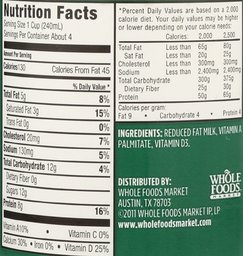 Nutrition Facts
Serving Size 1 Cup (240mL)
Servings Per Container About 4
Amount Per Serving
Calories 130 Calories From Fat 45
% Daily Value*
Total Fat 5g 8%
Saturated Fat 3g 15%
Trans Fat 0g 0%
Cholesterol 20mg 7%
Sodium 130mg 5%
Total Carbohydrate 12g 4%
Dietary Fiber 0g 0%
Sugars 12g
Protein 8g 16%
Vitamin A 10% • Vitamin C 0%
Calcium 30% • Iron 0% • Vitamin D 25%
*Percent Daily Values are based on a 2,000
calorie diet. Your daily values may be higher
or lower depending on your calorie needs:
Calories 2,000 2,500
Total Fat Less than 65g 80g
Sat Fat Less than 20g 25g
Cholesterol Less than 300mg 300mg
Sodium Less than 2,400mg 2,400mg
Total Carbohydrate 300g 375g
Dietary Fiber 25g 30g
Protein 50g 65g
Calories per gram:
Fat 9 • Carbohydrate 4 • Protein
INGREDIENTS: REDUCED FAT MILK, VITAMIN A
PALMITATE, VITAMIN D3.
DISTRIBUTED BY:
WHOLE FOODS MARKET
AUSTIN, TX 78703
©2011 WHOLE FOODS MARKET IP, LP
www.wholefoodsmarket.com
WHOLE
FOODS
MARKET